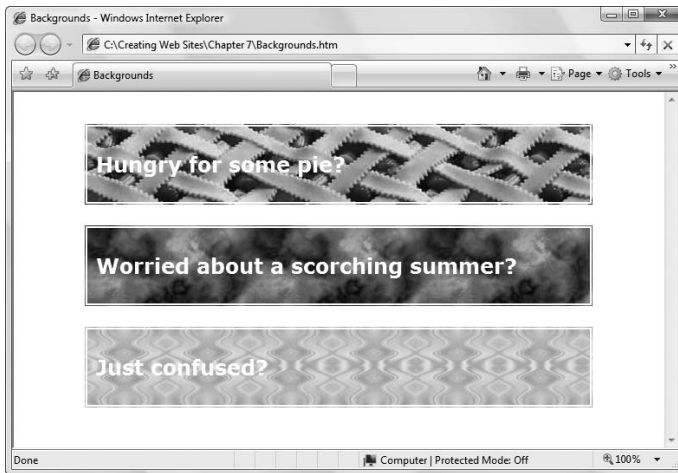 Backgrounds - Windows Internet Explorer
C:\Creating Web Sites\Chapter 7\Backgrounds.htm
Backgrounds
Page
Tools
Hungry for some pie?
Worried about a scorching summer?
Just confused?
Done
Computer | Protected Mode: Off
100%